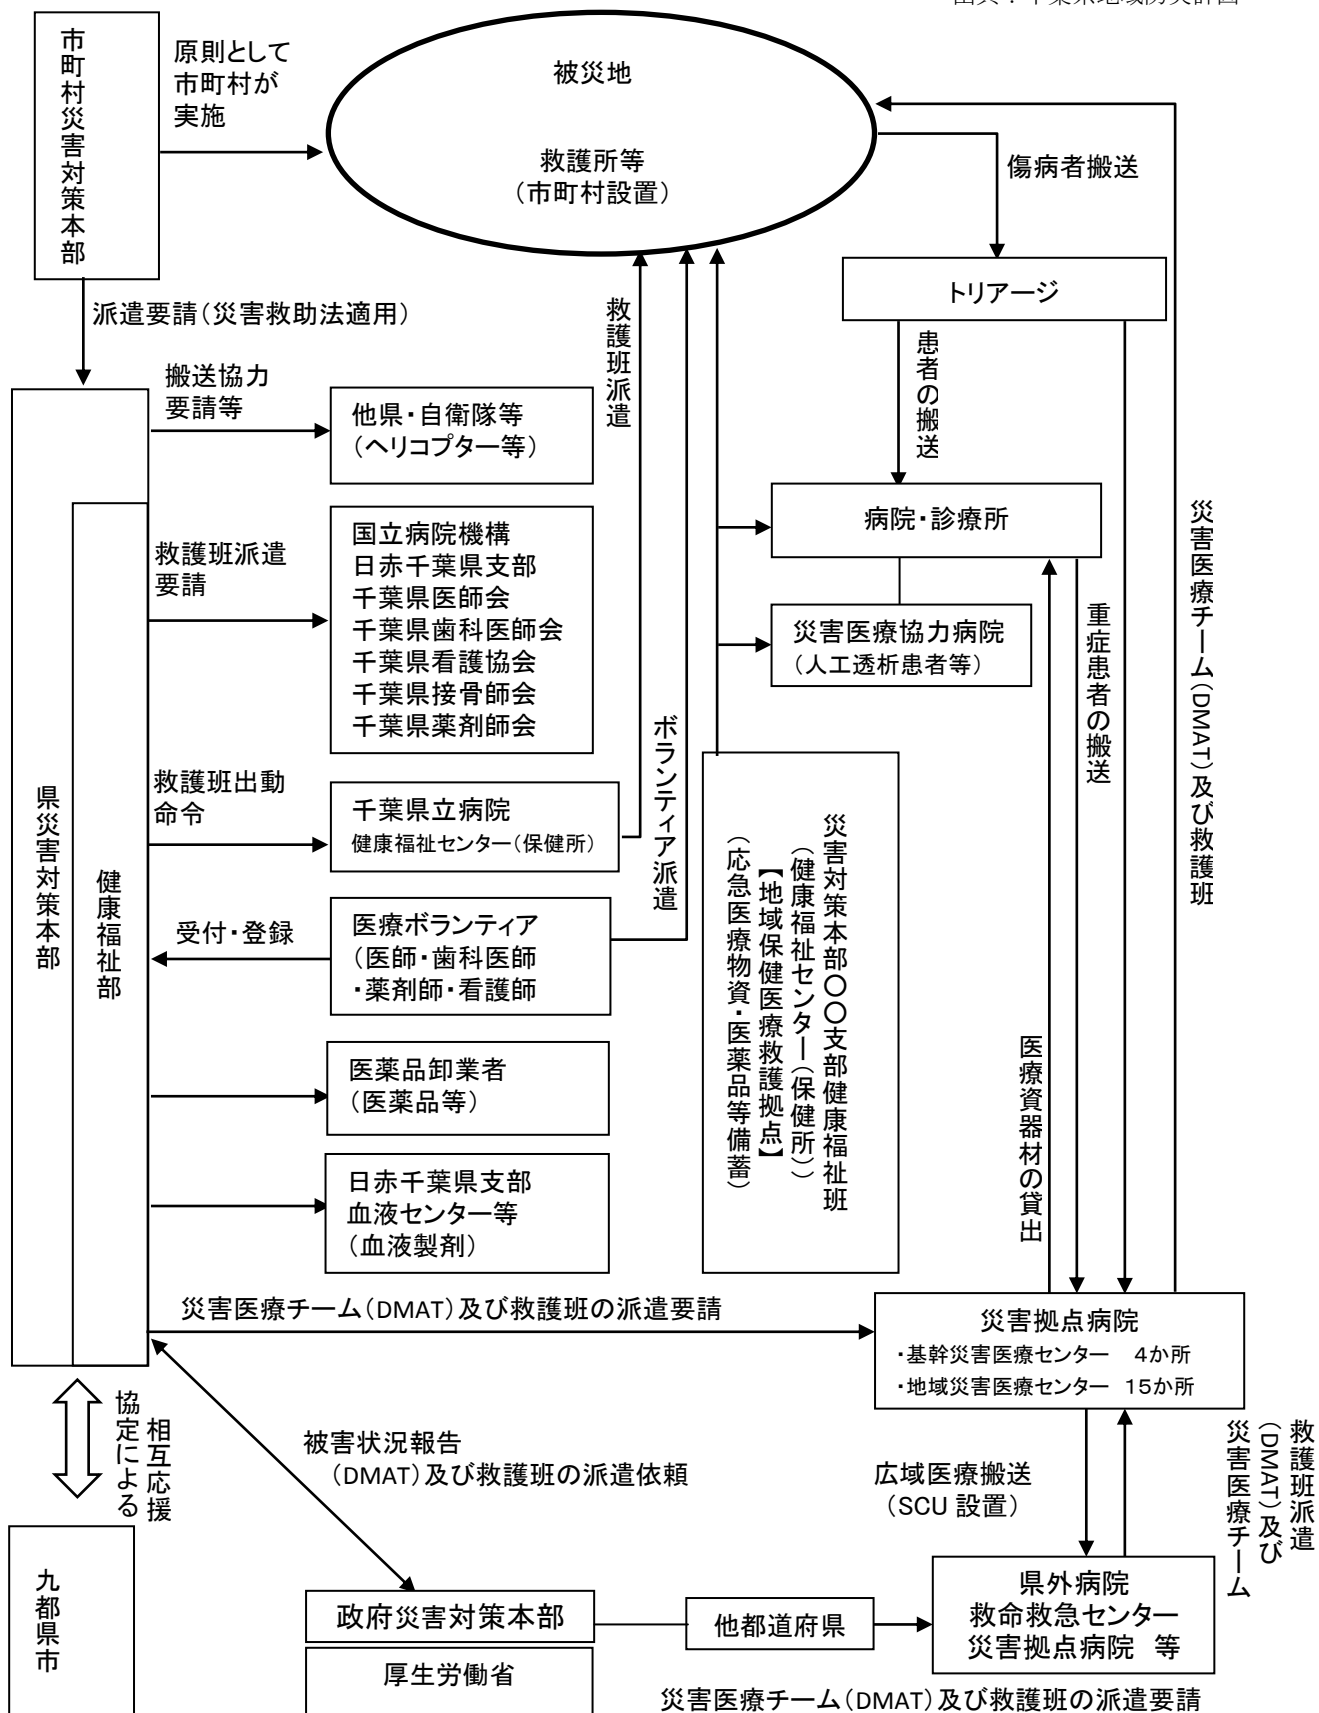 出典：千葉県地域防災計画
市町村災害対策本部
原則として
市町村が
実施
被災地
救護所等
（市町村設置）
傷病者搬送
トリアージ
派遣要請（災害救助法適用）
救護班派遣
患者の搬送
搬送協力
要請等
他県・自衛隊等
（ヘリコプター等）
病院・診療所
災害医療チーム（DMAT）及び救護班
救護班派遣
要請
国立病院機構
日赤千葉県支部
千葉県医師会
千葉県歯科医師会
千葉県看護協会
千葉県接骨師会
千葉県薬剤師会
災害医療協力病院
（人工透析患者等）
重症患者の搬送
ボランティア派遣
県災害対策本部
健康福祉部
救護班出動
命令
千葉県立病院
健康福祉センター（保健所）
災害対策本部〇〇支部健康福祉班
（健康福祉センター（保健所））
【地域保健医療救護拠点】
（応急医療物資・医薬品等備蓄）
受付・登録
医療ボランティア
（医師・歯科医師
・薬剤師・看護師
医療資器材の貸出
医薬品卸業者
（医薬品等）
日赤千葉県支部
血液センター等
（血液製剤）
災害医療チーム（DMAT）及び救護班の派遣要請
災害拠点病院
・基幹災害医療センター　4か所
・地域災害医療センター　15か所
相互応援
協定による
被害状況報告
（DMAT）及び救護班の派遣依頼
広域医療搬送
（SCU 設置）
救護班派遣
（DMAT）及び
災害医療チーム
九都県市
政府災害対策本部
厚生労働省
他都道府県
県外病院
救命救急センター
災害拠点病院　等
災害医療チーム（DMAT）及び救護班の派遣要請